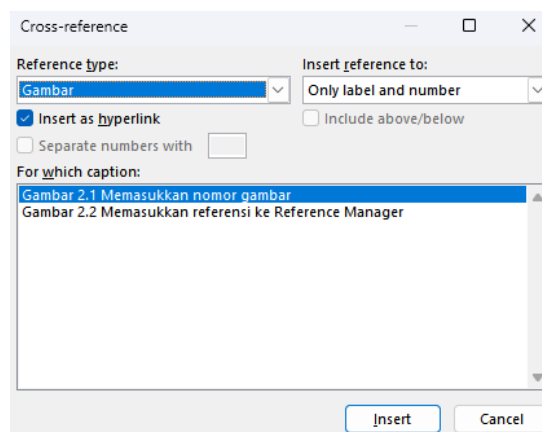 Cross-reference
Reference type:
Insert reference to:
Gambar
Only label and number
Insert as hyperlink
Include above/below
Separate numbers with
For which caption:
Gambar 2.1 Memasukkan nomor gambar
Gambar 2.2 Memasukkan referensi ke Reference Manager
Insert
Cancel